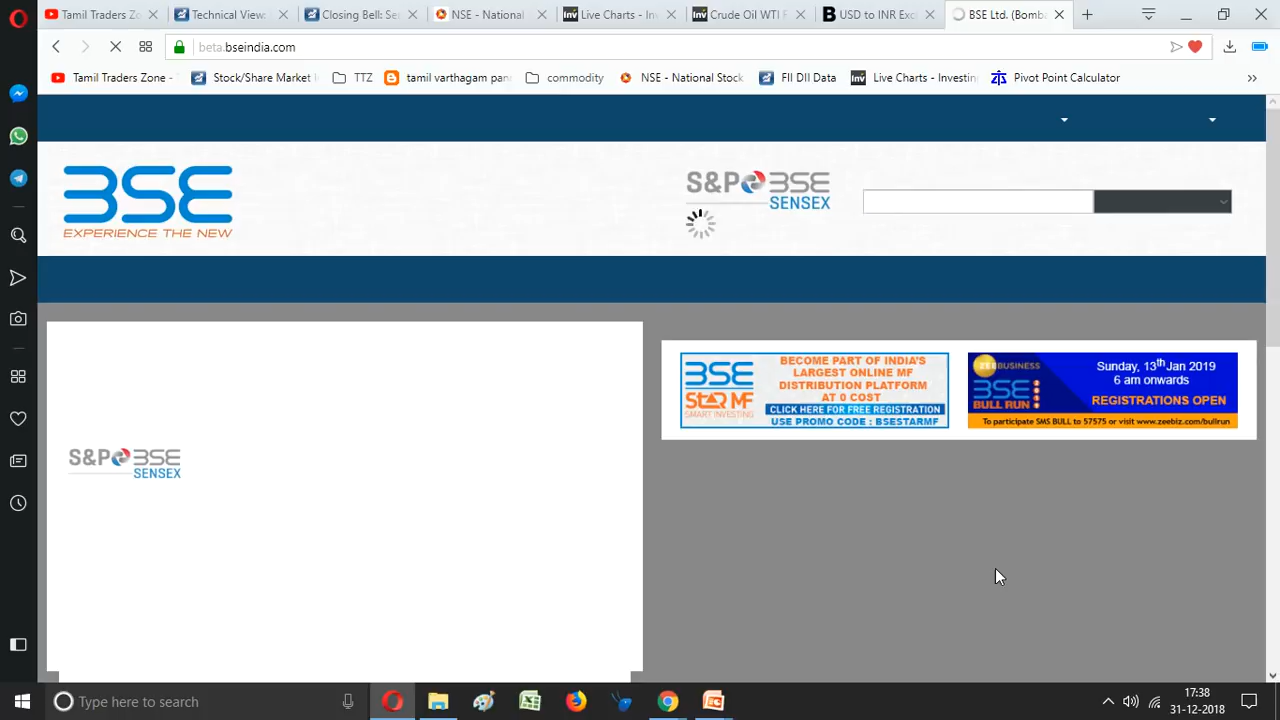 Tamil Traders Zo
Technical View:
Closing Bell: Se
NSE - National
Live Charts - Inv
Crude Oil WTI F
USD to INR Exc
BSE Ltd. (Bomba
beta.bseindia.com
Tamil Traders Zone -
Stock/Share Market
TTZ
tamil varthagam pan
commodity
NSE - National Stock
FII DII Data
Live Charts - Investin
Pivot Point Calculator
BSE
EXPERIENCE THE NEW
S&P BSE
SENSEX
BSE
STAR MF
SMART INVESTING
BECOME PART OF INDIA'S
LARGEST ONLINE MF
DISTRIBUTION PLATFORM
AT 0 COST
CLICK HERE FOR FREE REGISTRATION
USE PROMO CODE : BSESTARMF
ZEE BUSINESS
BSE
BULL RUN
Sunday, 13th Jan 2019
6 am onwards
REGISTRATIONS OPEN
To participate SMS BULL to 57575 or visit www.zeebiz.com/bullrun
S&P BSE
SENSEX
Type here to search
17:38
31-12-2018